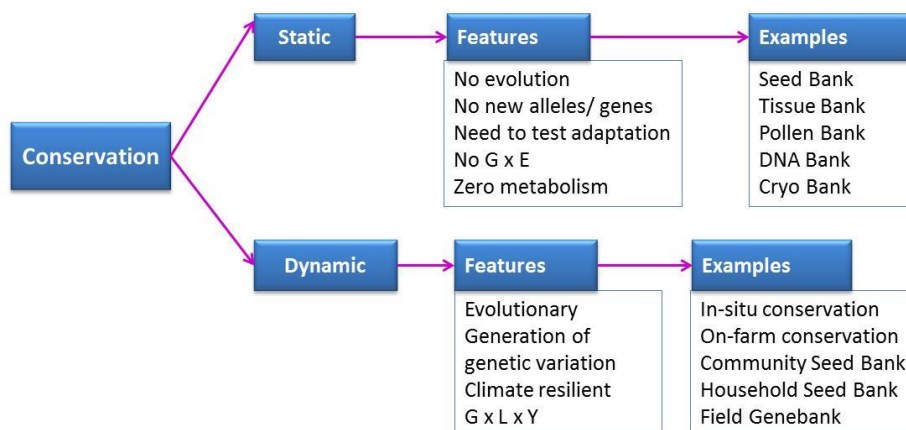 Conservation
Static
Features
No evolution
No new alleles/ genes
Need to test adaptation
No G x E
Zero metabolism
Examples
Seed Bank
Tissue Bank
Pollen Bank
DNA Bank
Cryo Bank
Dynamic
Features
Evolutionary
Generation of
genetic variation
Climate resilient
G x L x Y
Examples
In-situ conservation
On-farm conservation
Community Seed Bank
Household Seed Bank
Field Genebank